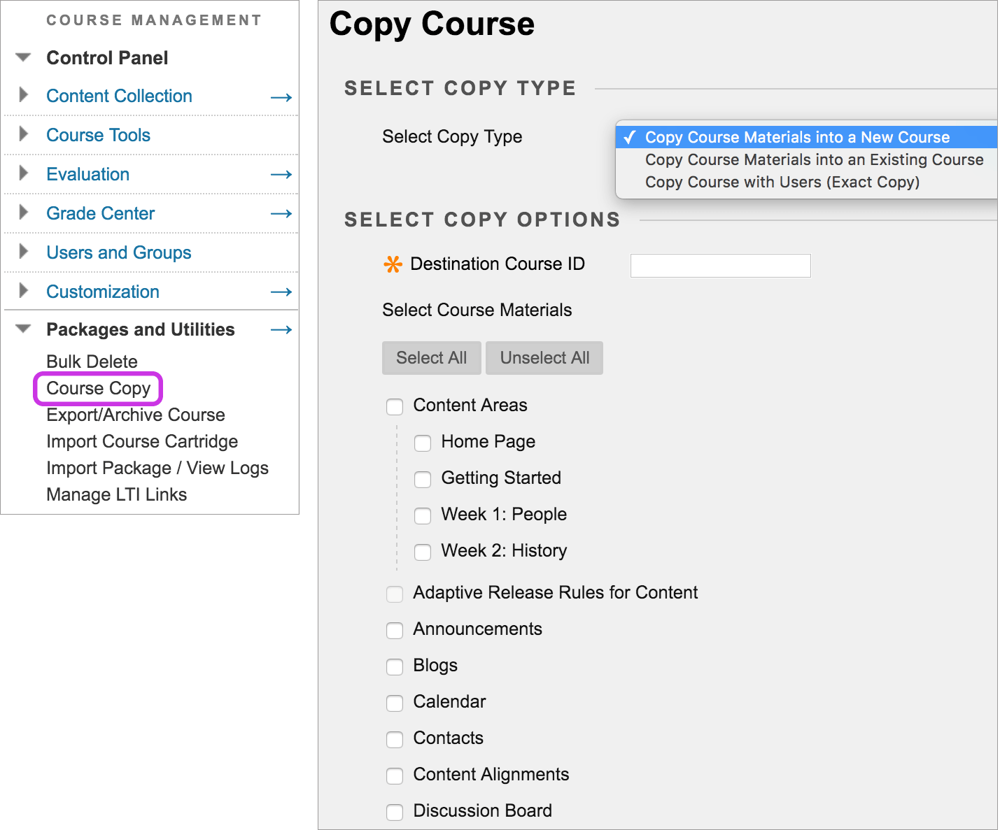 COURSE MANAGEMENT
Control Panel
Content Collection
Course Tools
Evaluation
Grade Center
Users and Groups
Customization
Packages and Utilities
Bulk Delete
Course Copy
Export/Archive Course
Import Course Cartridge
Import Package / View Logs
Manage LTI Links
Copy Course
SELECT COPY TYPE
Select Copy Type
✓ Copy Course Materials into a New Course
Copy Course Materials into an Existing Course
Copy Course with Users (Exact Copy)
SELECT COPY OPTIONS
* Destination Course ID
Select Course Materials
Select All Unselect All
Content Areas
Home Page
Getting Started
Week 1: People
Week 2: History
Adaptive Release Rules for Content
Announcements
Blogs
Calendar
Contacts
Content Alignments
Discussion Board